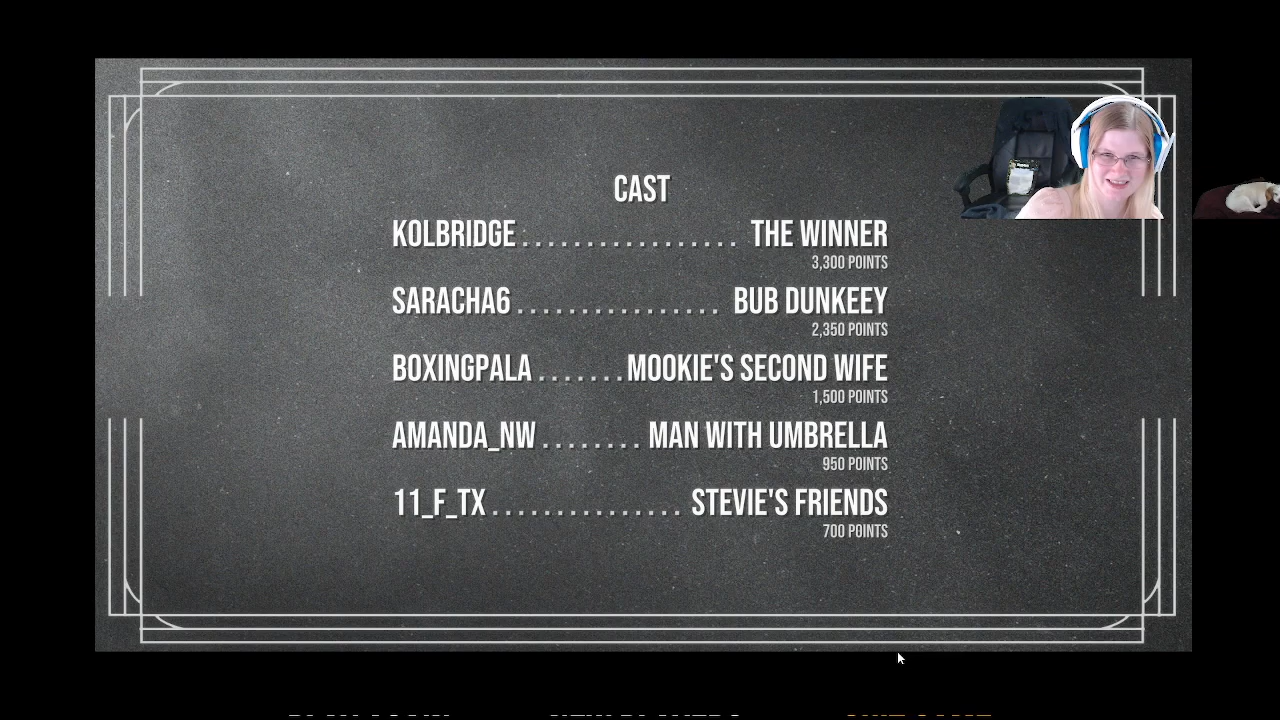 CAST
KOLBRIDGE . . . . . . . . . . . . . . . . . THE WINNER
3,300 POINTS
SARACHA6 . . . . . . . . . . . . . . . . BUB DUNKEEY
2,350 POINTS
BOXINGPALA . . . . . . . MOOKIE'S SECOND WIFE
1,500 POINTS
AMANDA_NW . . . . . . . . MAN WITH UMBRELLA
950 POINTS
11_F_TX . . . . . . . . . . . . . . . STEVIE'S FRIENDS
700 POINTS